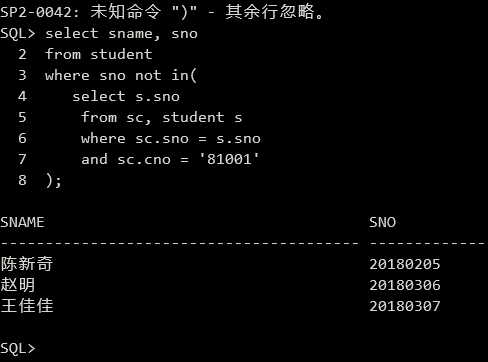 SP2-0042: 未知命令 ")" - 其余行忽略。
SQL> select sname, sno
  2  from student
  3  where sno not in(
  4     select s.sno
  5      from sc, student s
  6      where sc.sno = s.sno
  7      and sc.cno = '81001'
  8  );
SNAME                                    SNO
---------------------------------------- -------------
陈新奇                                   20180205
赵明                                     20180306
王佳佳                                   20180307
SQL>